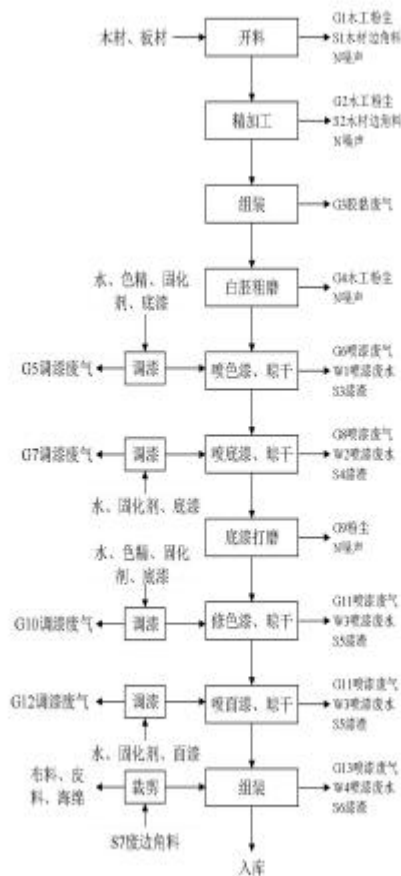 木材、板材
开料
G1木工粉尘
S1木材边角料
N噪声
精加工
G2木工粉尘
S2木材边角料
N噪声
组装
G3胶黏废气
水、色精、固化
剂、底漆
白胚粗磨
G4木工粉尘
N噪声
G5调漆废气
调漆
喷色漆、晾干
G6喷漆废气
W1喷漆废水
S3漆渣
G7调漆废气
调漆
喷底漆、晾干
G8喷漆废气
W2喷漆废水
S4漆渣
水、固化剂、底漆
底漆打磨
G9粉尘
N噪声
水、色精、固化
剂、底漆
G10调漆废气
调漆
修色漆、晾干
G11喷漆废气
W3喷漆废水
S5漆渣
G12调漆废气
调漆
喷面漆、晾干
G11喷漆废气
W3喷漆废水
S5漆渣
水、固化剂、面漆
布料、皮
料、海绵
裁剪
组装
G13喷漆废气
W4喷漆废水
S6漆渣
S7废边角料
入库